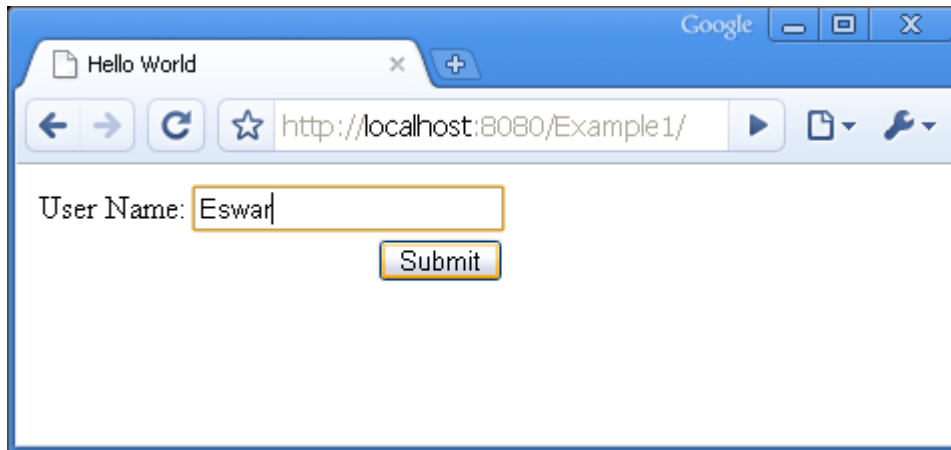 Google
Hello World
http://localhost:8080/Example1/
User Name: Eswar
Submit